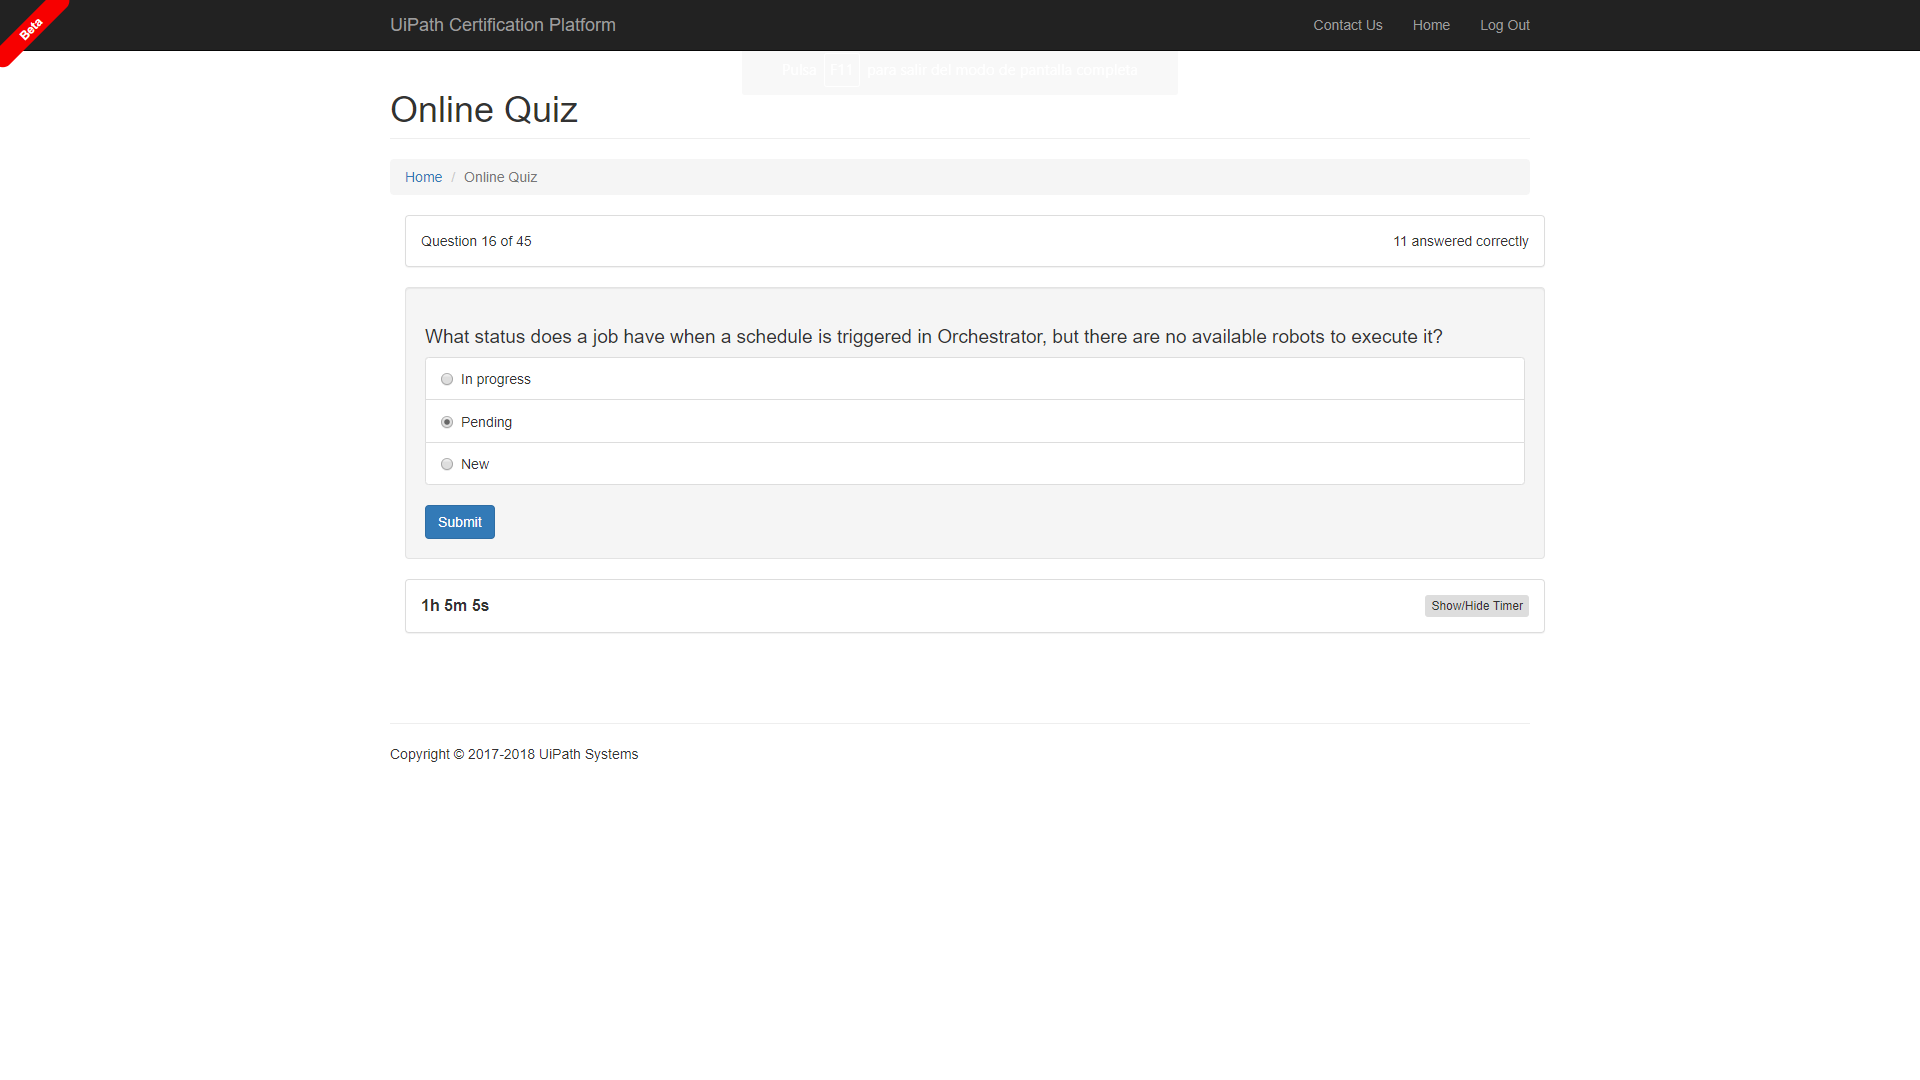 Beta
UiPath Certification Platform
Contact Us Home Log Out
Pulsa F11 para salir del modo de pantalla completa
Online Quiz
Home / Online Quiz
Question 16 of 45
11 answered correctly
What status does a job have when a schedule is triggered in Orchestrator, but there are no available robots to execute it?
In progress
Pending
New
Submit
1h 5m 5s
Show/Hide Timer
Copyright © 2017-2018 UiPath Systems